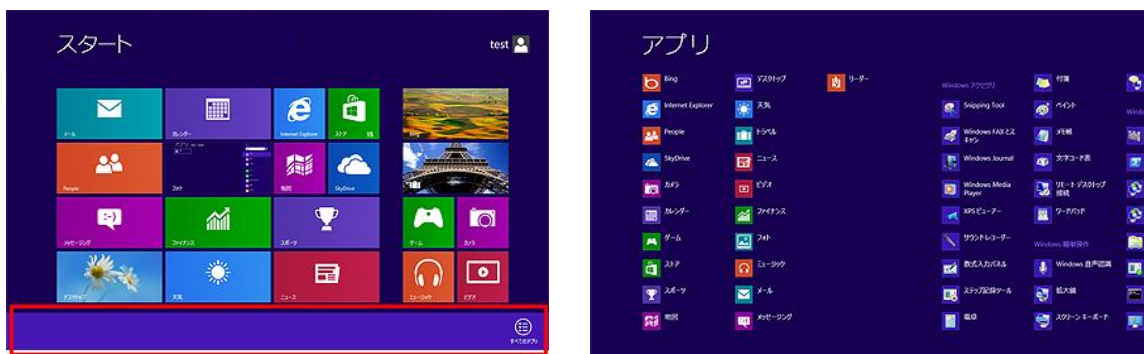 スタート
test
メール
カレンダー
Internet Explorer
ストア
15
Bing
People
フォト
地図
SkyDrive
メッセージング
ファイナンス
スポーツ
ゲーム
カメラ
デスクトップ
天気
ニュース
ミュージック
ビデオ
すべてのアプリ
アプリ
Bing
Internet Explorer
People
SkyDrive
カメラ
カレンダー
ゲーム
ストア
スポーツ
地図
デスクトップ
天気
トラベル
ニュース
ビデオ
ファイナンス
フォト
ミュージック
メール
メッセージング
リーダー
Windows アクセサリ
Snipping Tool
Windows FAX とス
キャン
Windows Journal
Windows Media
Player
XPS ビューアー
サウンド レコーダー
数式入力パネル
ステップ記録ツール
電卓
付箋
ペイント
メモ帳
文字コード表
リモート デスクトップ
接続
ワードパッド
Windows 簡単操作
Windows 音声認識
拡大鏡
スクリーン キーボード